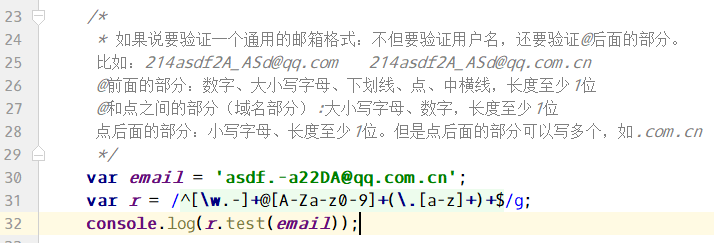 23 /*
24 * 如果说要验证一个通用的邮箱格式：不但要验证用户名，还要验证@后面的部分。
25 比如：214asdf2A_ASd@qq.com 214asdf2A_ASd@qq.com.cn
26 @前面的部分：数字、大小写字母、下划线、点、中横线，长度至少1位
27 @和点之间的部分（域名部分）:大小写字母、数字，长度至少1位
28 点后面的部分：小写字母、长度至少1位。但是点后面的部分可以写多个，如.com.cn
29 */
30 var email = 'asdf.-a22DA@qq.com.cn';
31 var r = /^[\w.-]+@[A-Za-z0-9]+(\.[a-z]+)+$/g;
32 console.log(r.test(email));